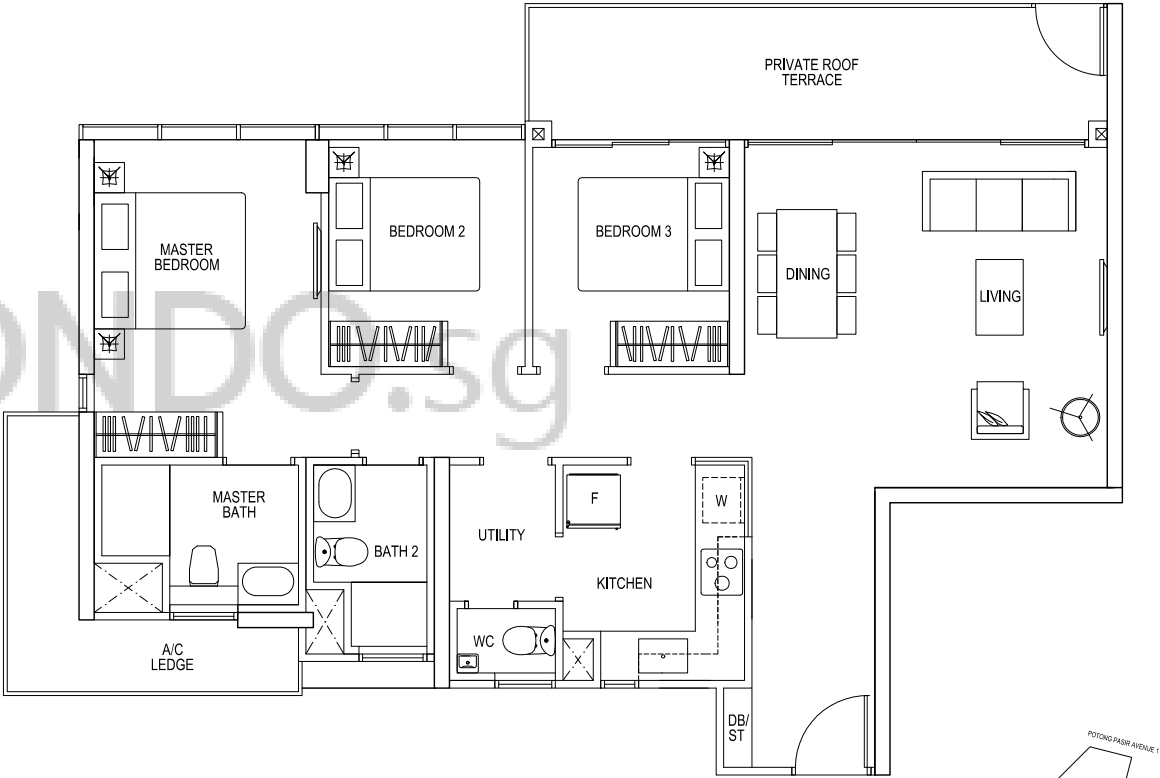 PRIVATE ROOF
TERRACE
MASTER
BEDROOM
BEDROOM 2
BEDROOM 3
DINING
LIVING
ONDO.sg
MASTER
BATH
BATH 2
UTILITY
F
W
KITCHEN
WC
A/C
LEDGE
DB/
ST
POTONG PASIR AVENUE 1